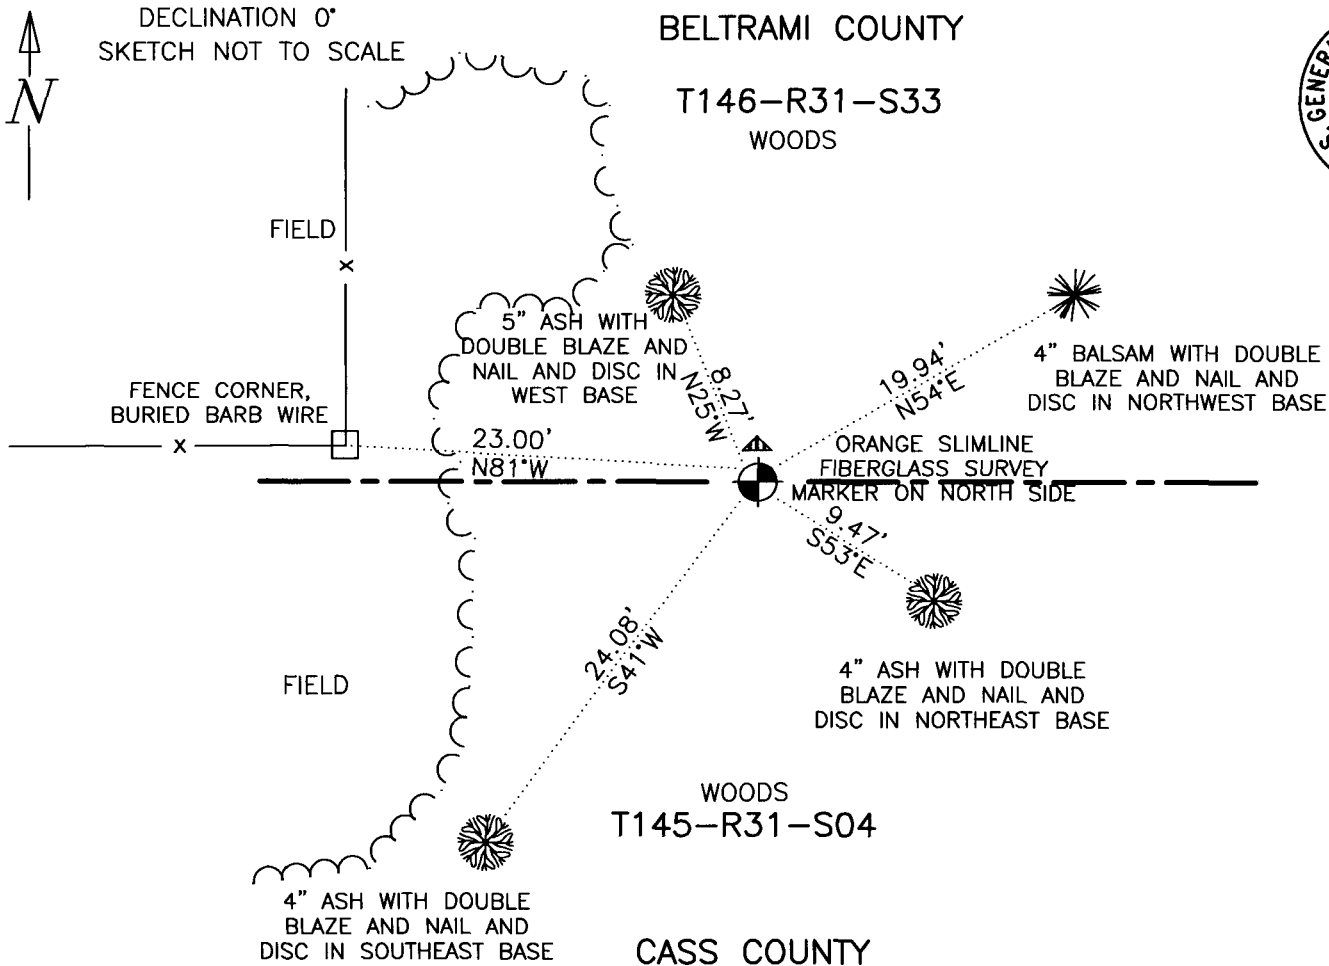 DECLINATION 0°
SKETCH NOT TO SCALE
N
BELTRAMI COUNTY
T146-R31-S33
WOODS
FIELD
X
5" ASH WITH
DOUBLE BLAZE AND
NAIL AND DISC IN
WEST BASE
8.27'
N25°W
19.94'
N54°E
4" BALSAM WITH DOUBLE
BLAZE AND NAIL AND
DISC IN NORTHWEST BASE
FENCE CORNER,
BURIED BARB WIRE
X
23.00'
N81°W
ORANGE SLIMLINE
FIBERGLASS SURVEY
MARKER ON NORTH SIDE
9.47'
S53°E
24.08'
S41°W
FIELD
4" ASH WITH DOUBLE
BLAZE AND NAIL AND
DISC IN NORTHEAST BASE
WOODS
T145-R31-S04
4" ASH WITH DOUBLE
BLAZE AND NAIL AND
DISC IN SOUTHEAST BASE
CASS COUNTY